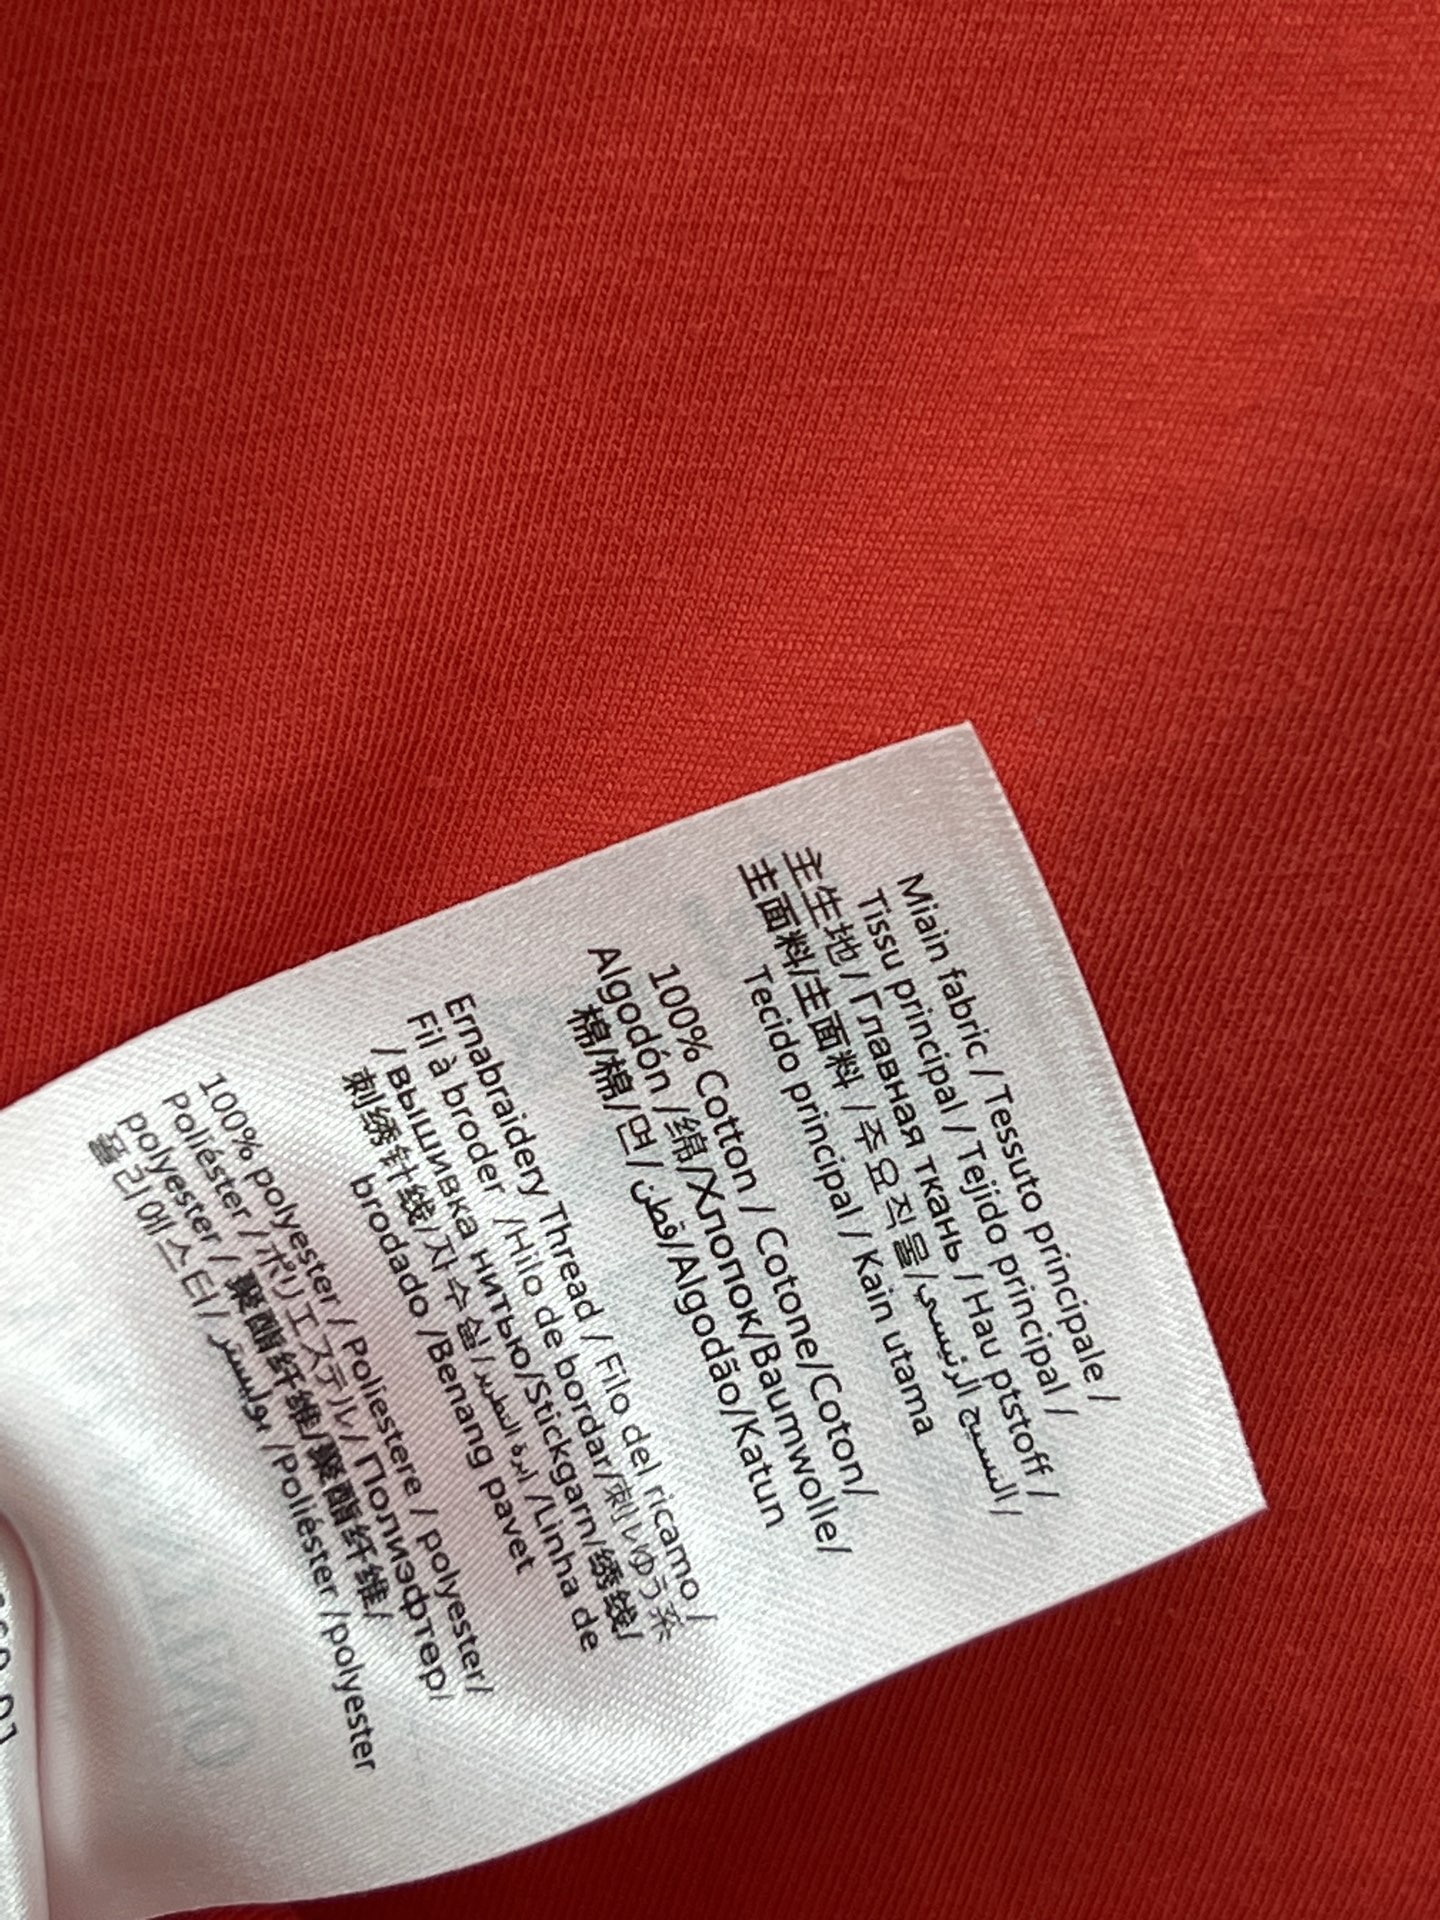 Miain fabric / Tessuto principale /
Tissu principal / Tejido principal /
主生地 / Главная ткань / Hau ptstoff /
主面料/主面料 / 주요직물/النسيج الرئيسي /
Tecido principal / Kain utama
100% Cotton / Cotone/Coton/
Algodón /绵/Хлопок/Baumwolle/
棉/棉/면/ قطن/Algodão/Katun
Ernabraidery Thread / Filo del ricamo /
Fil à broder /Hilo de bordar/刺しゆう系
/ вышивка нитью/Stickgarn/绣线/
刺绣针线/자수실/ابرة التطريز /Linha de
brodado /Benang pavet
100% polyester / Poliestere / polyester/
Poliéster / ポリエステル / Полиэфтер/
polyester / 聚酯纤维/聚酯纤维/
폴리에스터/ بوليستر /Poliéster /polyester